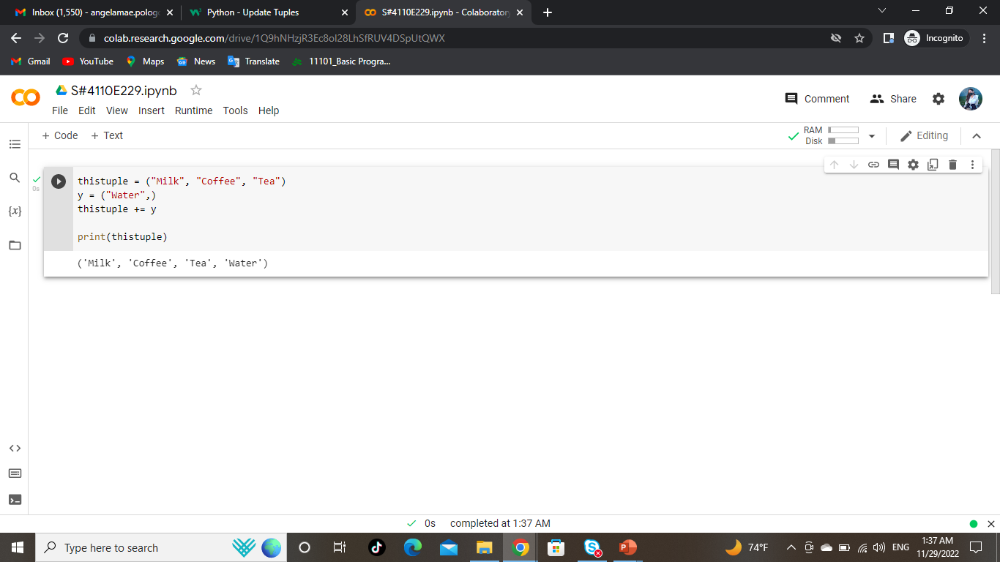 Inbox (1,550) - angelamae.polog
Python - Update Tuples
S#4110E229.ipynb - Colaboratory
colab.research.google.com/drive/1Q9hNHzjR3Ec8oI28LhSfRUV4DSpUtQWX
Incognito
Gmail
YouTube
Maps
News
Translate
11101_Basic Progra...
S#4110E229.ipynb
File Edit View Insert Runtime Tools Help
Comment
Share
+ Code + Text
RAM
Disk
Editing
0s
thistuple = ("Milk", "Coffee", "Tea")
y = ("Water",)
thistuple += y
print(thistuple)
('Milk', 'Coffee', 'Tea', 'Water')
{x}
0s completed at 1:37 AM
Type here to search
74°F
ENG
1:37 AM
11/29/2022